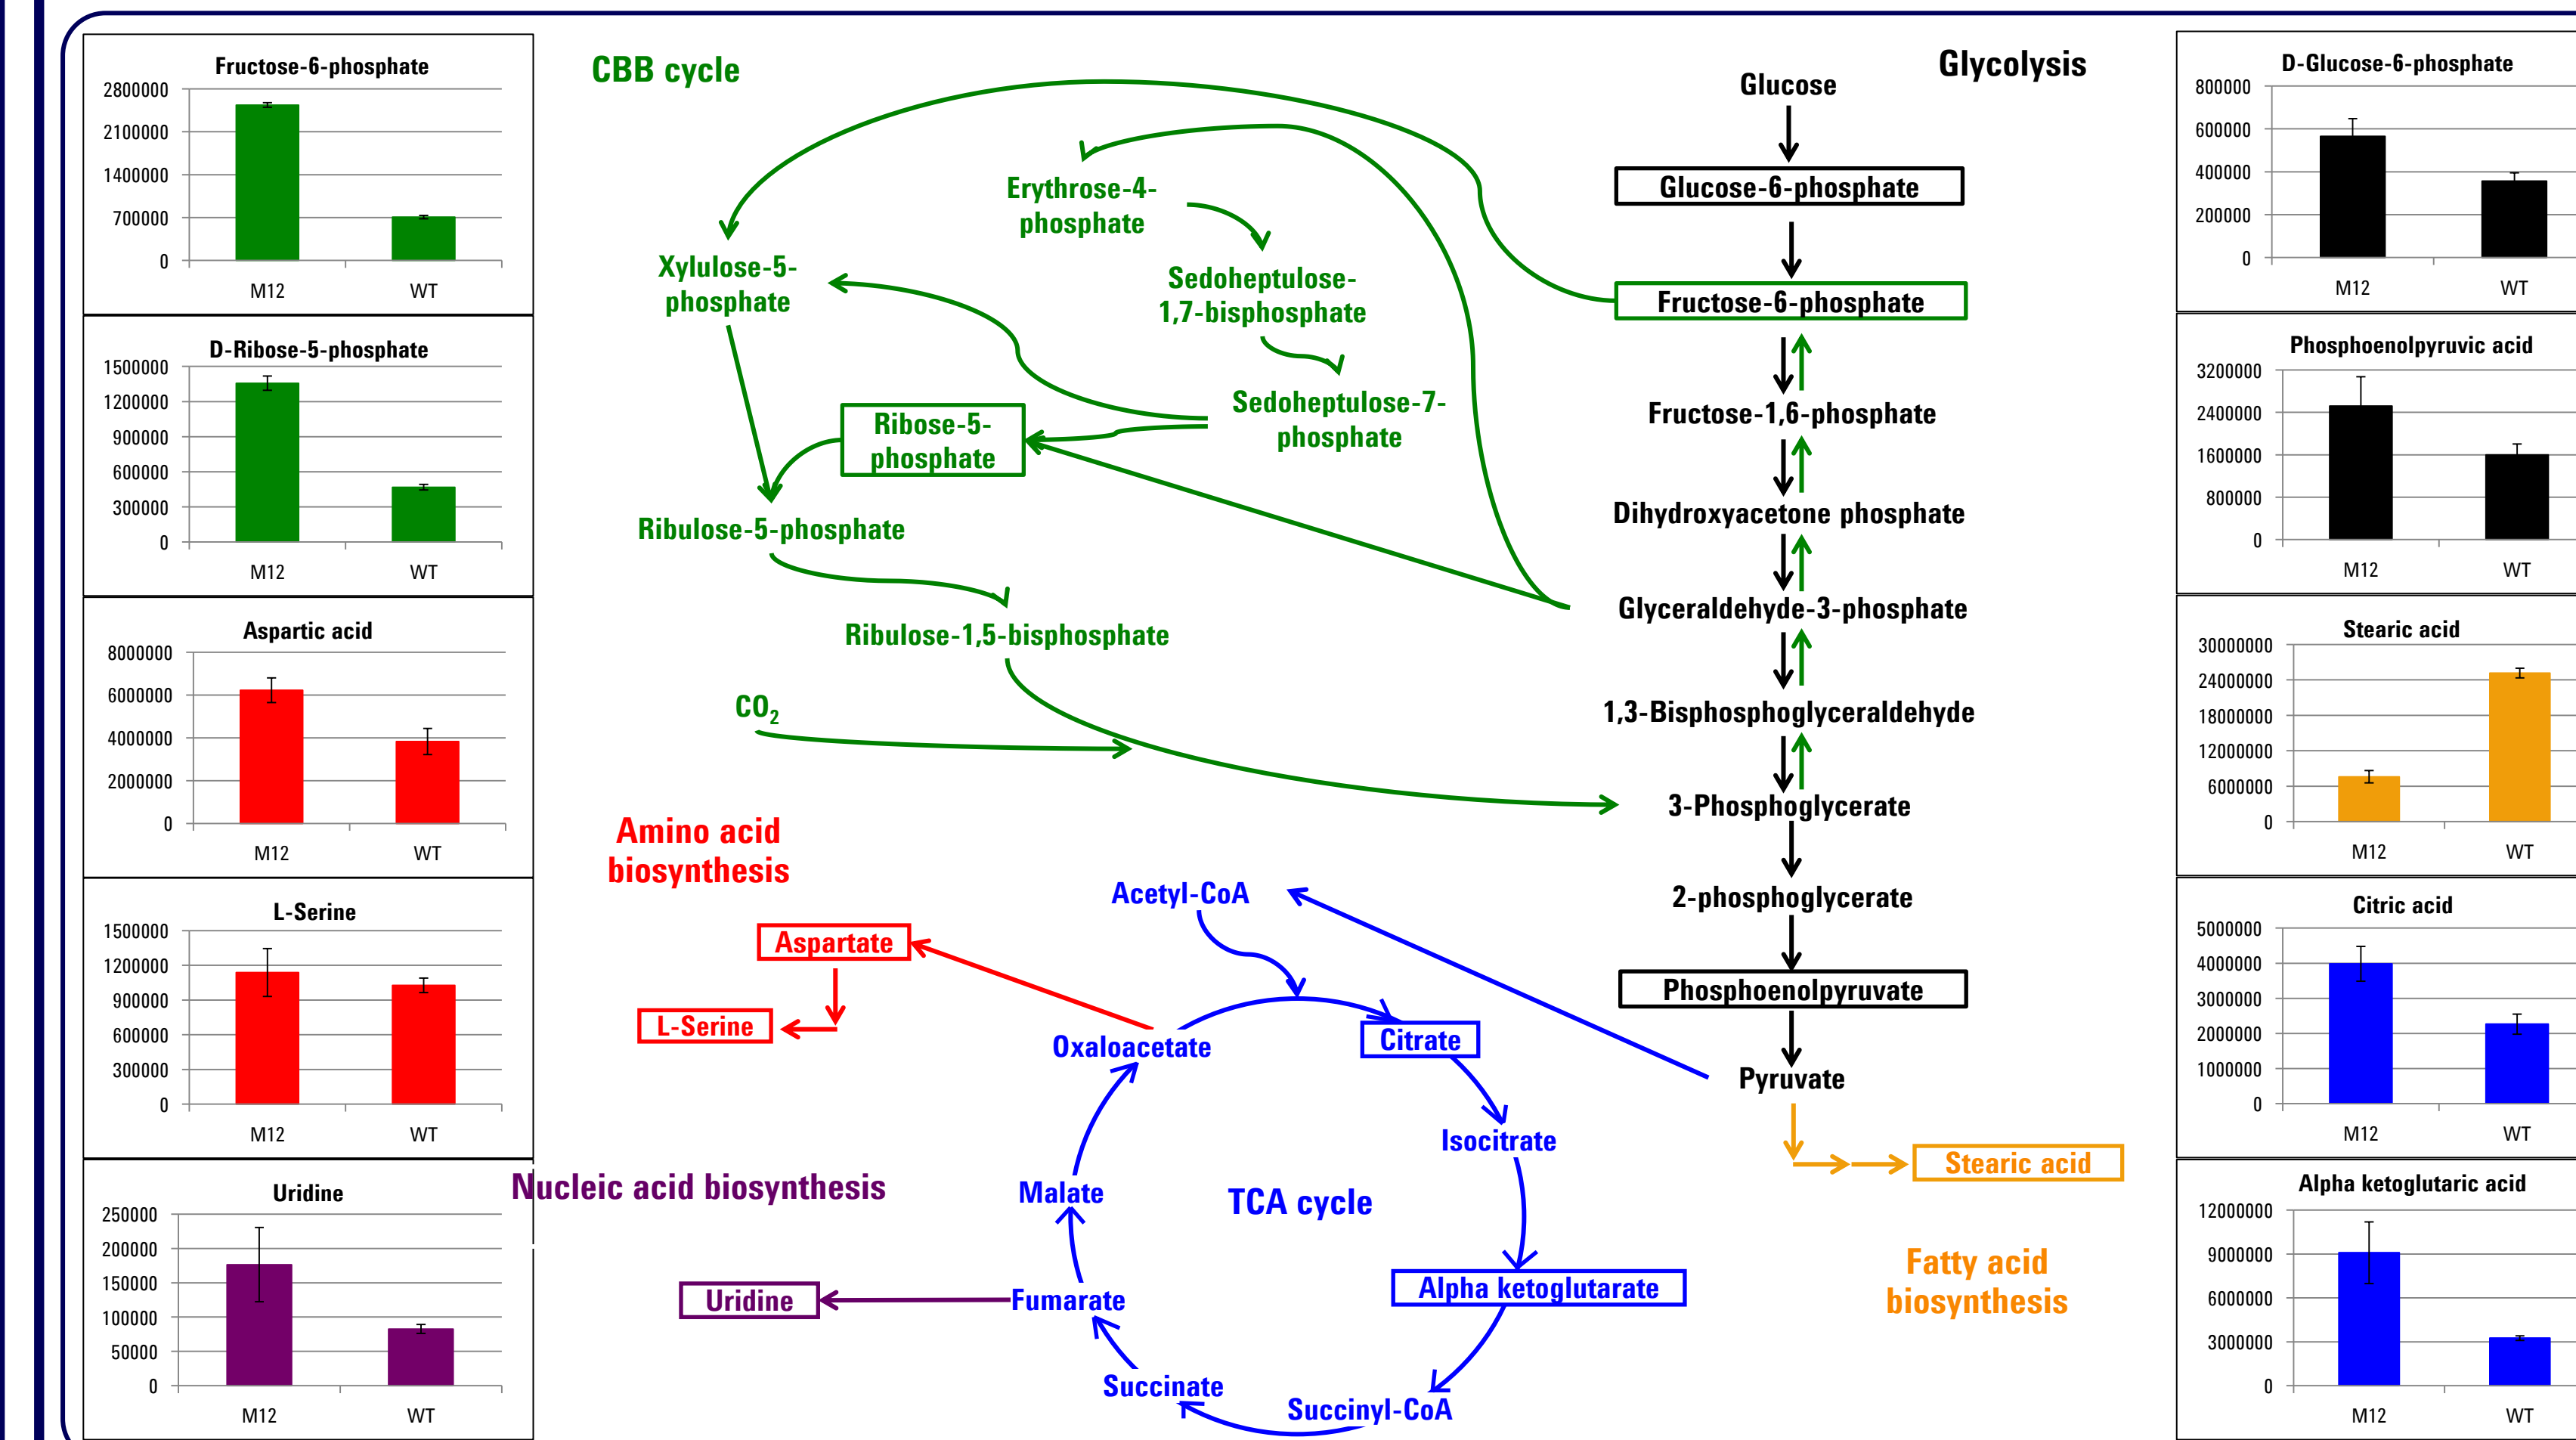 Fructose-6-phosphate
2800000
2100000
1400000
700000
0
M12 WT
D-Ribose-5-phosphate
1500000
1200000
900000
600000
300000
0
M12 WT
Aspartic acid
8000000
6000000
4000000
2000000
0
M12 WT
L-Serine
1500000
1200000
900000
600000
300000
0
M12 WT
Uridine
250000
200000
150000
100000
50000
0
M12 WT
CBB cycle
Erythrose-4-
phosphate
Xylulose-5-
phosphate
Sedoheptulose-
1,7-bisphosphate
Sedoheptulose-7-
phosphate
Ribose-5-
phosphate
Ribulose-5-phosphate
Ribulose-1,5-bisphosphate
CO2
Amino acid
biosynthesis
Aspartate
L-Serine
Nucleic acid biosynthesis
Uridine
Acetyl-CoA
Oxaloacetate
Citrate
Isocitrate
Malate
TCA cycle
Fumarate
Alpha ketoglutarate
Succinate
Succinyl-CoA
Glycolysis
Glucose
Glucose-6-phosphate
Fructose-6-phosphate
Fructose-1,6-phosphate
Dihydroxyacetone phosphate
Glyceraldehyde-3-phosphate
1,3-Bisphosphoglyceraldehyde
3-Phosphoglycerate
2-phosphoglycerate
Phosphoenolpyruvate
Pyruvate
Stearic acid
Fatty acid
biosynthesis
D-Glucose-6-phosphate
800000
600000
400000
200000
0
M12 WT
Phosphoenolpyruvic acid
3200000
2400000
1600000
800000
0
M12 WT
Stearic acid
30000000
24000000
18000000
12000000
6000000
0
M12 WT
Citric acid
5000000
4000000
3000000
2000000
1000000
0
M12 WT
Alpha ketoglutaric acid
12000000
9000000
6000000
3000000
0
M12 WT